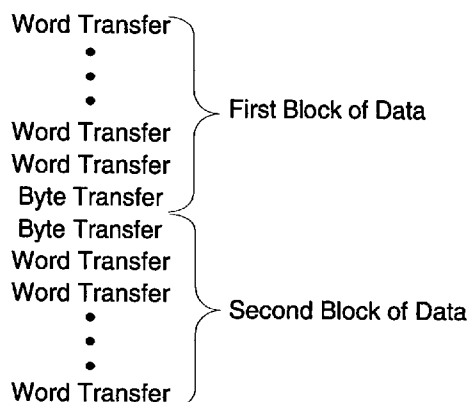 Word Transfer
•
•
•
First Block of Data
Word Transfer
Word Transfer
Byte Transfer
Byte Transfer
Word Transfer
Word Transfer
Second Block of Data
•
•
•
Word Transfer